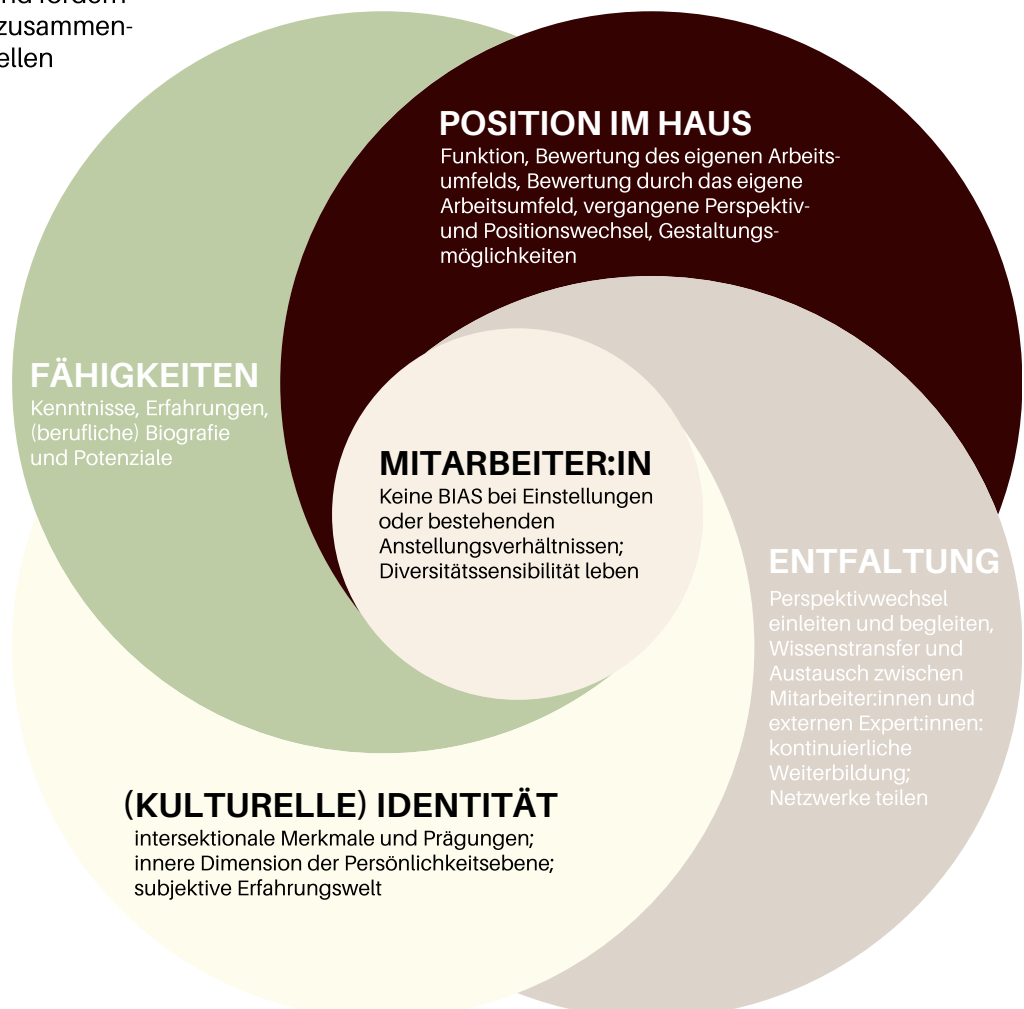 zusammen-
ellen
POSITION IM HAUS
Funktion, Bewertung des eigenen Arbeits-
umfelds, Bewertung durch das eigene
Arbeitsumfeld, vergangene Perspektiv-
und Positionswechsel, Gestaltungs-
möglichkeiten
FÄHIGKEITEN
Kenntnisse, Erfahrungen,
(berufliche) Biografie
und Potenziale
MITARBEITER:IN
Keine BIAS bei Einstellungen
oder bestehenden
Anstellungsverhältnissen;
Diversitätssensibilität leben
ENTFALTUNG
Perspektivwechsel
einleiten und begleiten,
Wissenstransfer und
Austausch zwischen
Mitarbeiter:innen und
externen Expert:innen:
kontinuierliche
Weiterbildung;
Netzwerke teilen
(KULTURELLE) IDENTITÄT
intersektionale Merkmale und Prägungen;
innere Dimension der Persönlichkeitsebene;
subjektive Erfahrungswelt